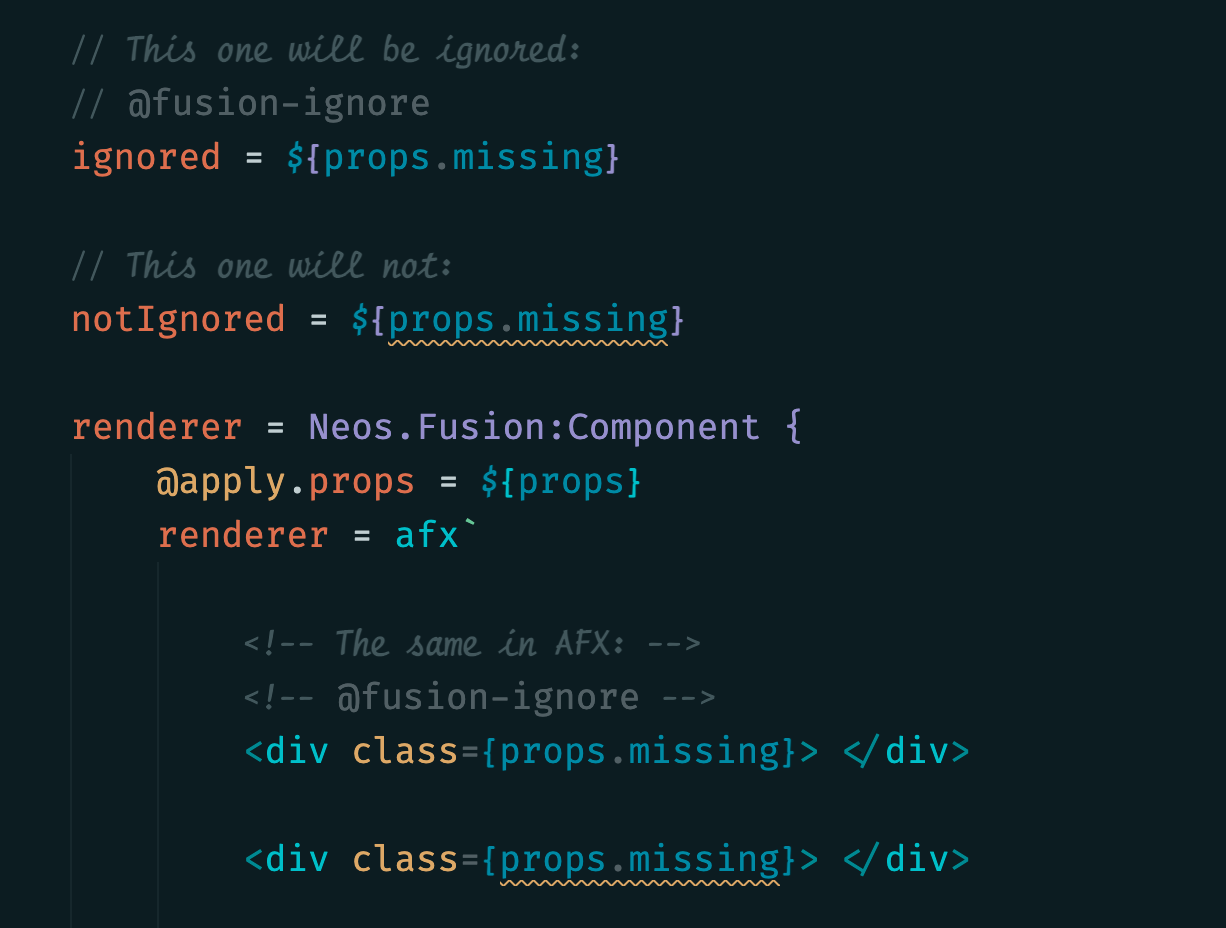 // This one will be ignored:
// @fusion-ignore
ignored = ${props.missing}
// This one will not:
notIgnored = ${props.missing}
renderer = Neos.Fusion:Component {
@apply.props = ${props}
renderer = afx`
<!-- The same in AFX: -->
<!-- @fusion-ignore -->
<div class={props.missing}> </div>
<div class={props.missing}> </div>